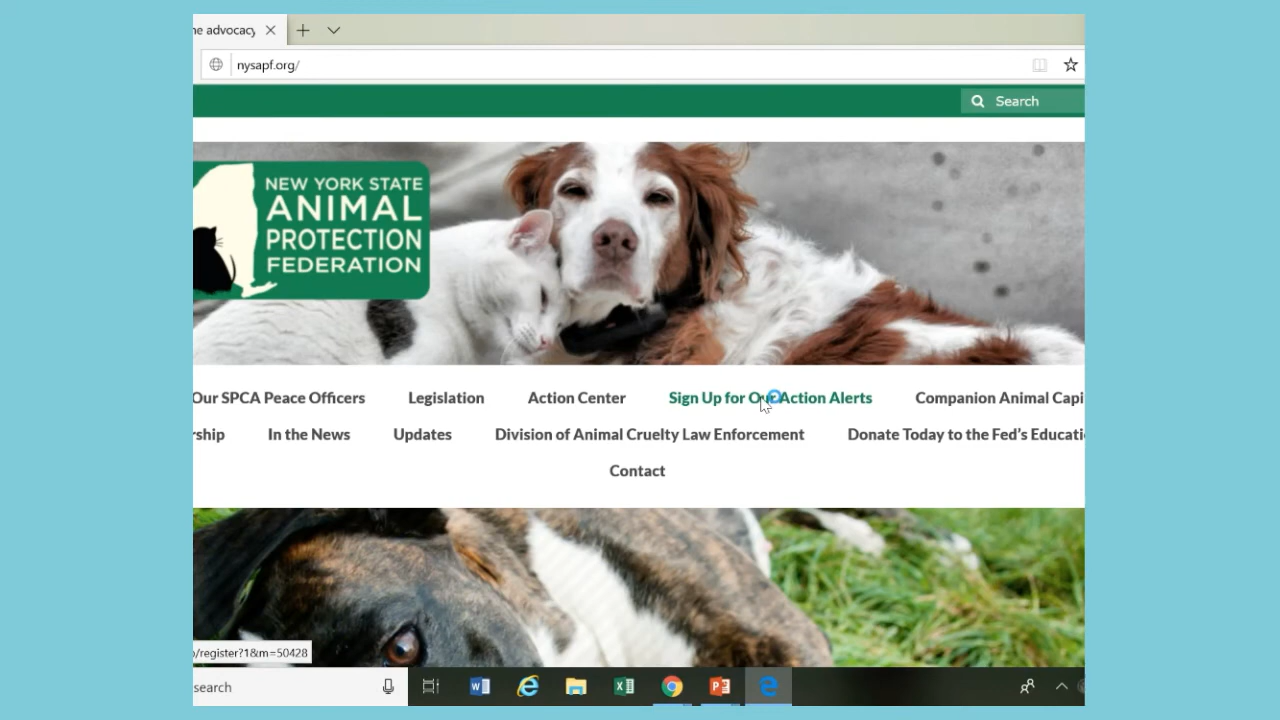 he advocacy
nysapf.org/
Search
NEW YORK STATE
ANIMAL
PROTECTION
FEDERATION
Our SPCA Peace Officers Legislation Action Center Sign Up for Our Action Alerts Companion Animal Capi
rship In the News Updates Division of Animal Cruelty Law Enforcement Donate Today to the Fed's Educati
Contact
/register?1&m=50428
search